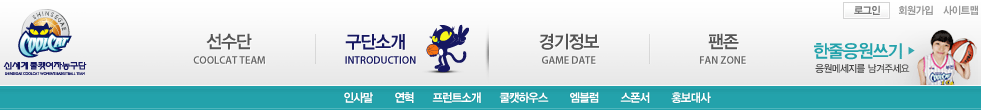 로그인 회원가입 사이트맵
SHINSEGAE
COOLCAT
신세계 쿨캣여자농구단
SHINSEGAE COOLCAT WOMEN'S BASKETBALL TEAM
선수단 구단소개 경기정보 팬존
COOLCAT TEAM INTRODUCTION GAME DATE FAN ZONE
한줄응원쓰기
응원메세지를 남겨주세요
인사말 연혁 프런트소개 쿨캣하우스 엠블럼 스폰서 홍보대사